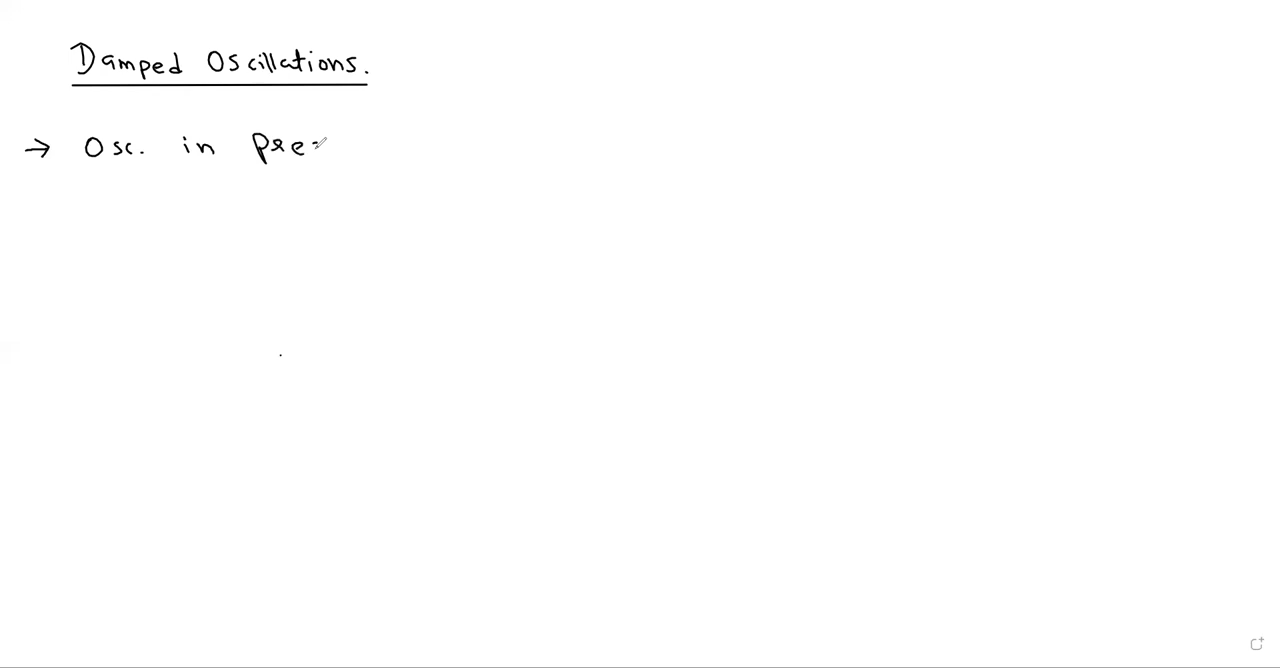 Damped Oscillations.
→ Osc. in pre